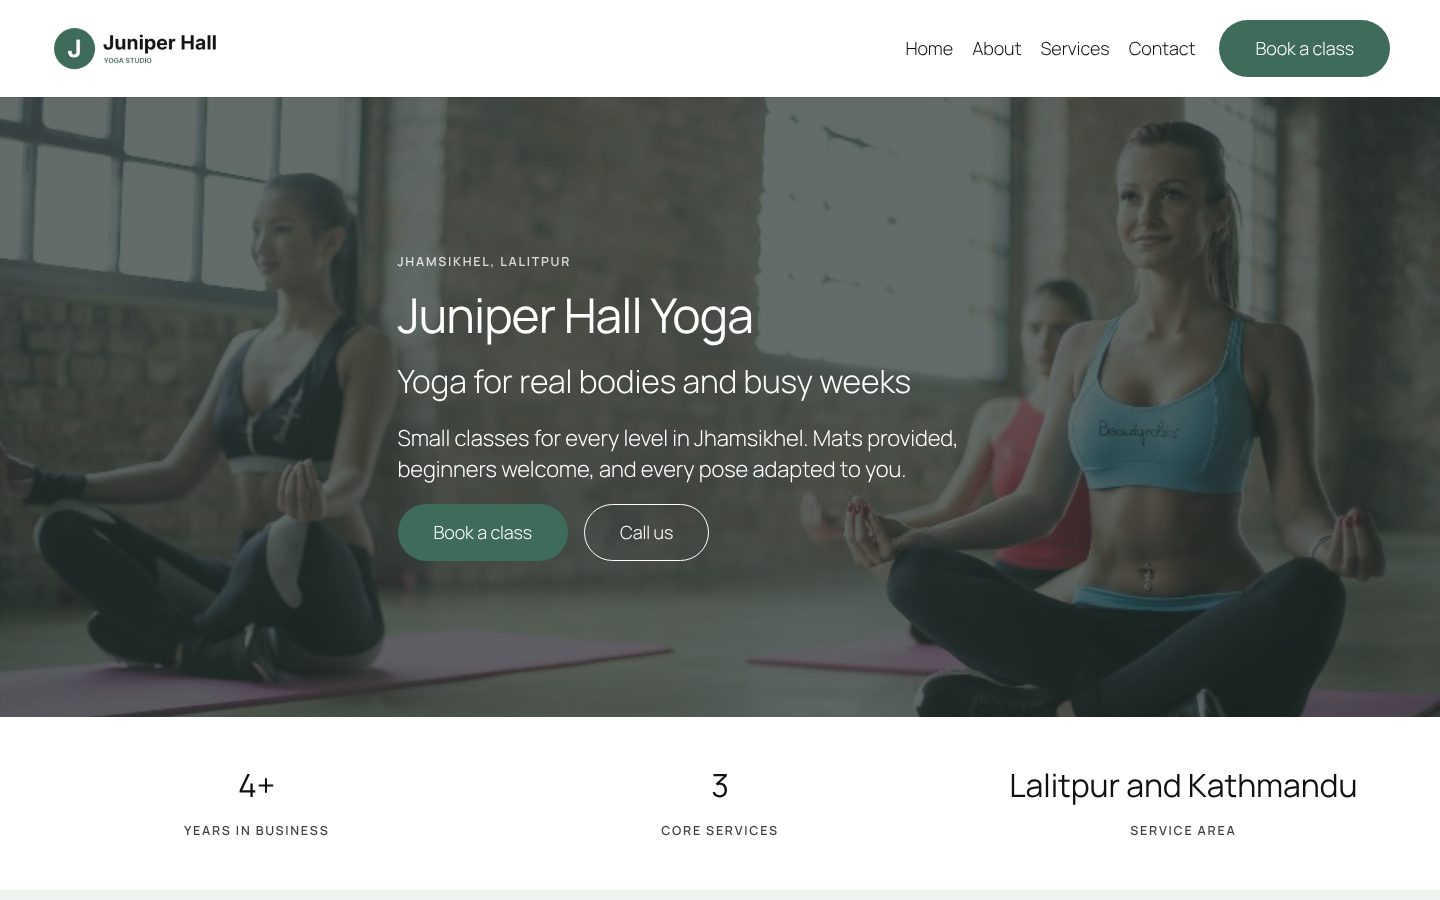 J
Juniper Hall
YOGA STUDIO
Home
About
Services
Contact
Book a class
JHAMSIKHEL, LALITPUR
Juniper Hall Yoga
Yoga for real bodies and busy weeks
Small classes for every level in Jhamsikhel. Mats provided,
beginners welcome, and every pose adapted to you.
Book a class
Call us
4+
YEARS IN BUSINESS
3
CORE SERVICES
Lalitpur and Kathmandu
SERVICE AREA